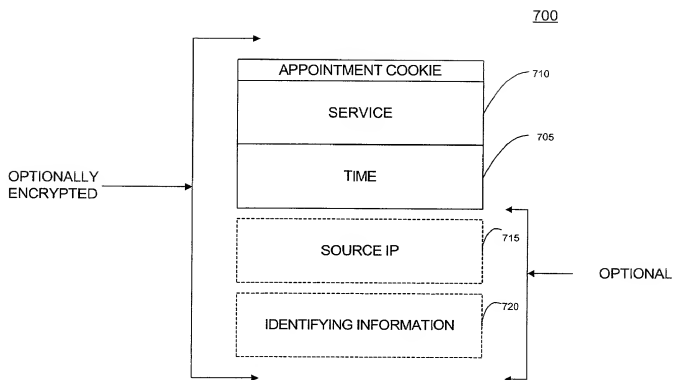 700
APPOINTMENT COOKIE
710
SERVICE
705
TIME
OPTIONALLY
ENCRYPTED
715
SOURCE IP
OPTIONAL
720
IDENTIFYING INFORMATION